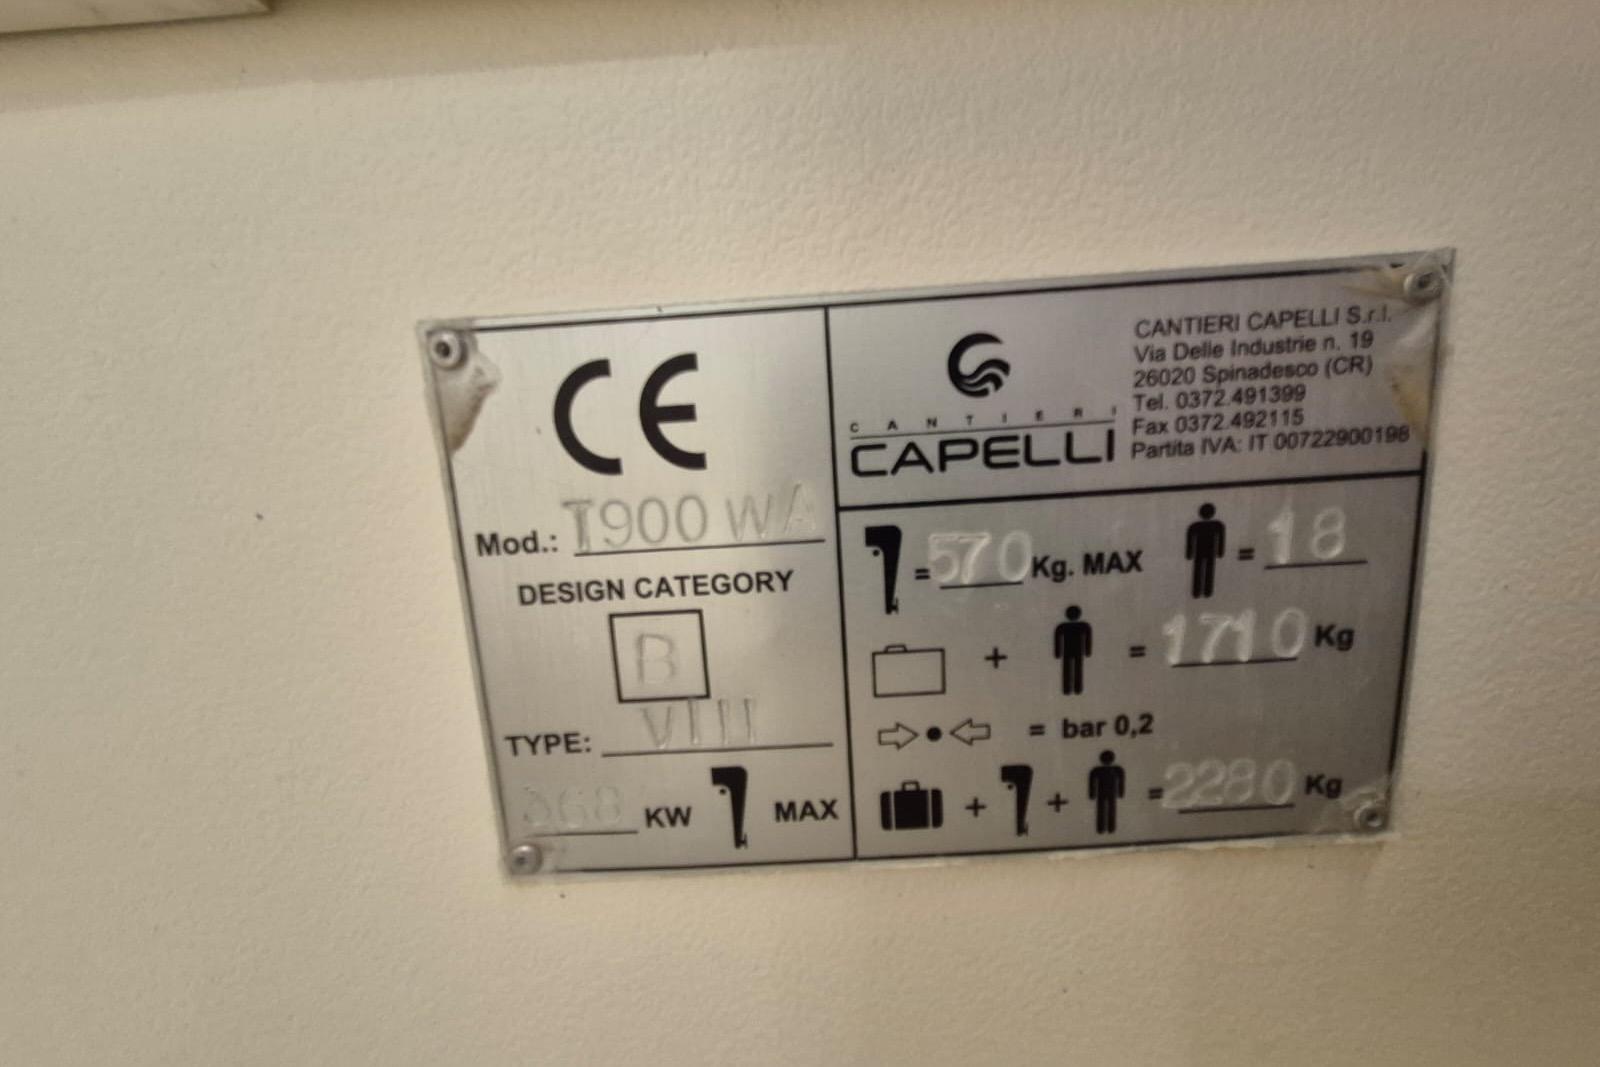 CE
Mod.: T900 WA
DESIGN CATEGORY
B
TYPE: VIII
368 KW MAX
CANTIERI
CAPELLI
CANTIERI CAPELLI S.r.l.
Via Delle Industrie n. 19
26020 Spinadesco (CR)
Tel. 0372.491399
Fax 0372.492115
Partita IVA: IT 00722900198
=570 Kg. MAX = 18
+ = 1710 Kg
= bar 0,2
+ + =2280 Kg